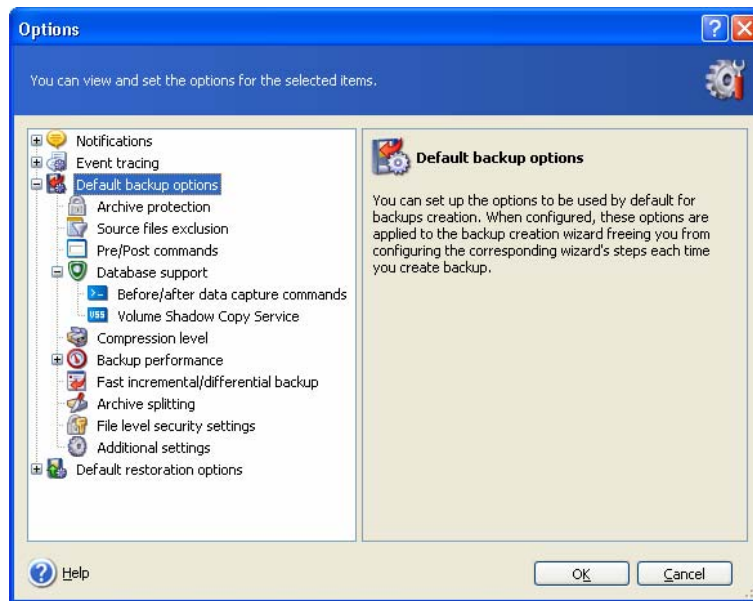 Options
You can view and set the options for the selected items.
Notifications
Event tracing
Default backup options
Archive protection
Source files exclusion
Pre/Post commands
Database support
Before/after data capture commands
VSS Volume Shadow Copy Service
Compression level
Backup performance
Fast incremental/differential backup
Archive splitting
File level security settings
Additional settings
Default restoration options
Default backup options
You can set up the options to be used by default for
backups creation. When configured, these options are
applied to the backup creation wizard freeing you from
configuring the corresponding wizard's steps each time
you create backup.
Help
OK
Cancel